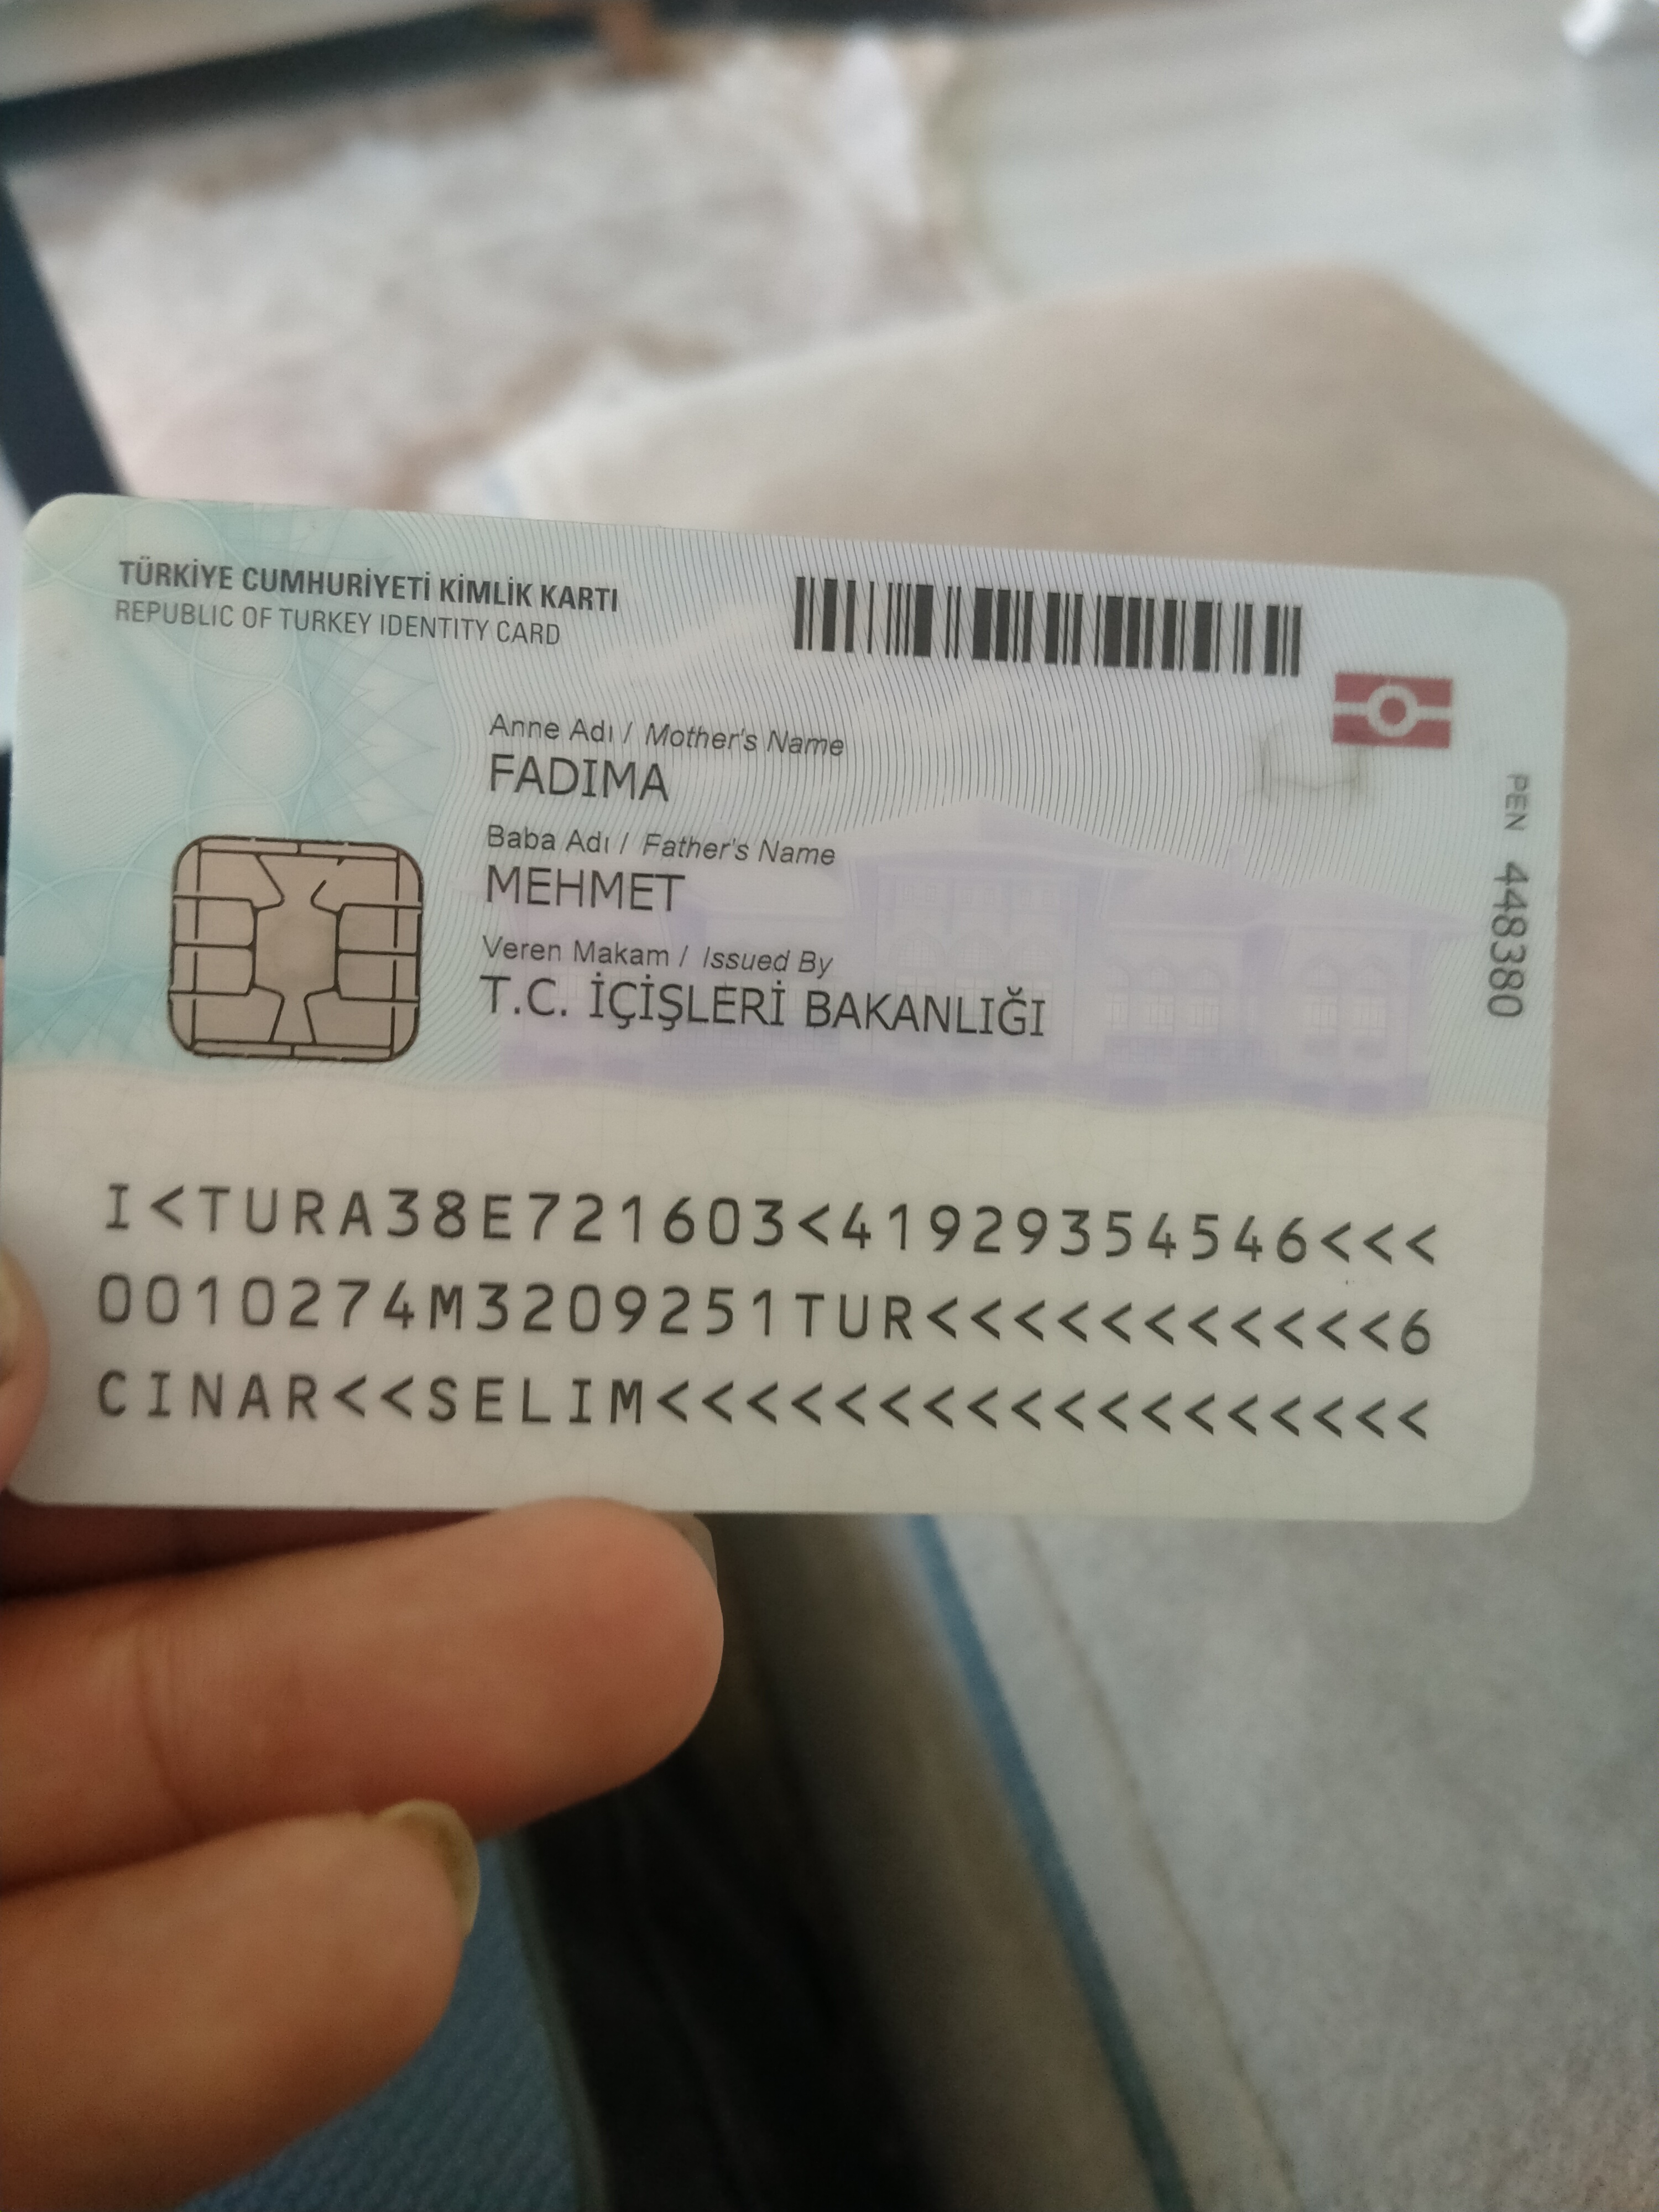 TÜRKİYE CUMHURİYETİ KİMLİK KARTI
REPUBLIC OF TURKEY IDENTITY CARD
Anne Adı / Mother's Name
FADIMA
Baba Adı / Father's Name
MEHMET
Veren Makam / Issued By
T.C. İÇİŞLERİ BAKANLIĞI
PEN 448380
I<TURA38E721603<41929354546<<<
0010274M3209251TUR<<<<<<<<<<<6
CINAR<<SELIM<<<<<<<<<<<<<<<<<<